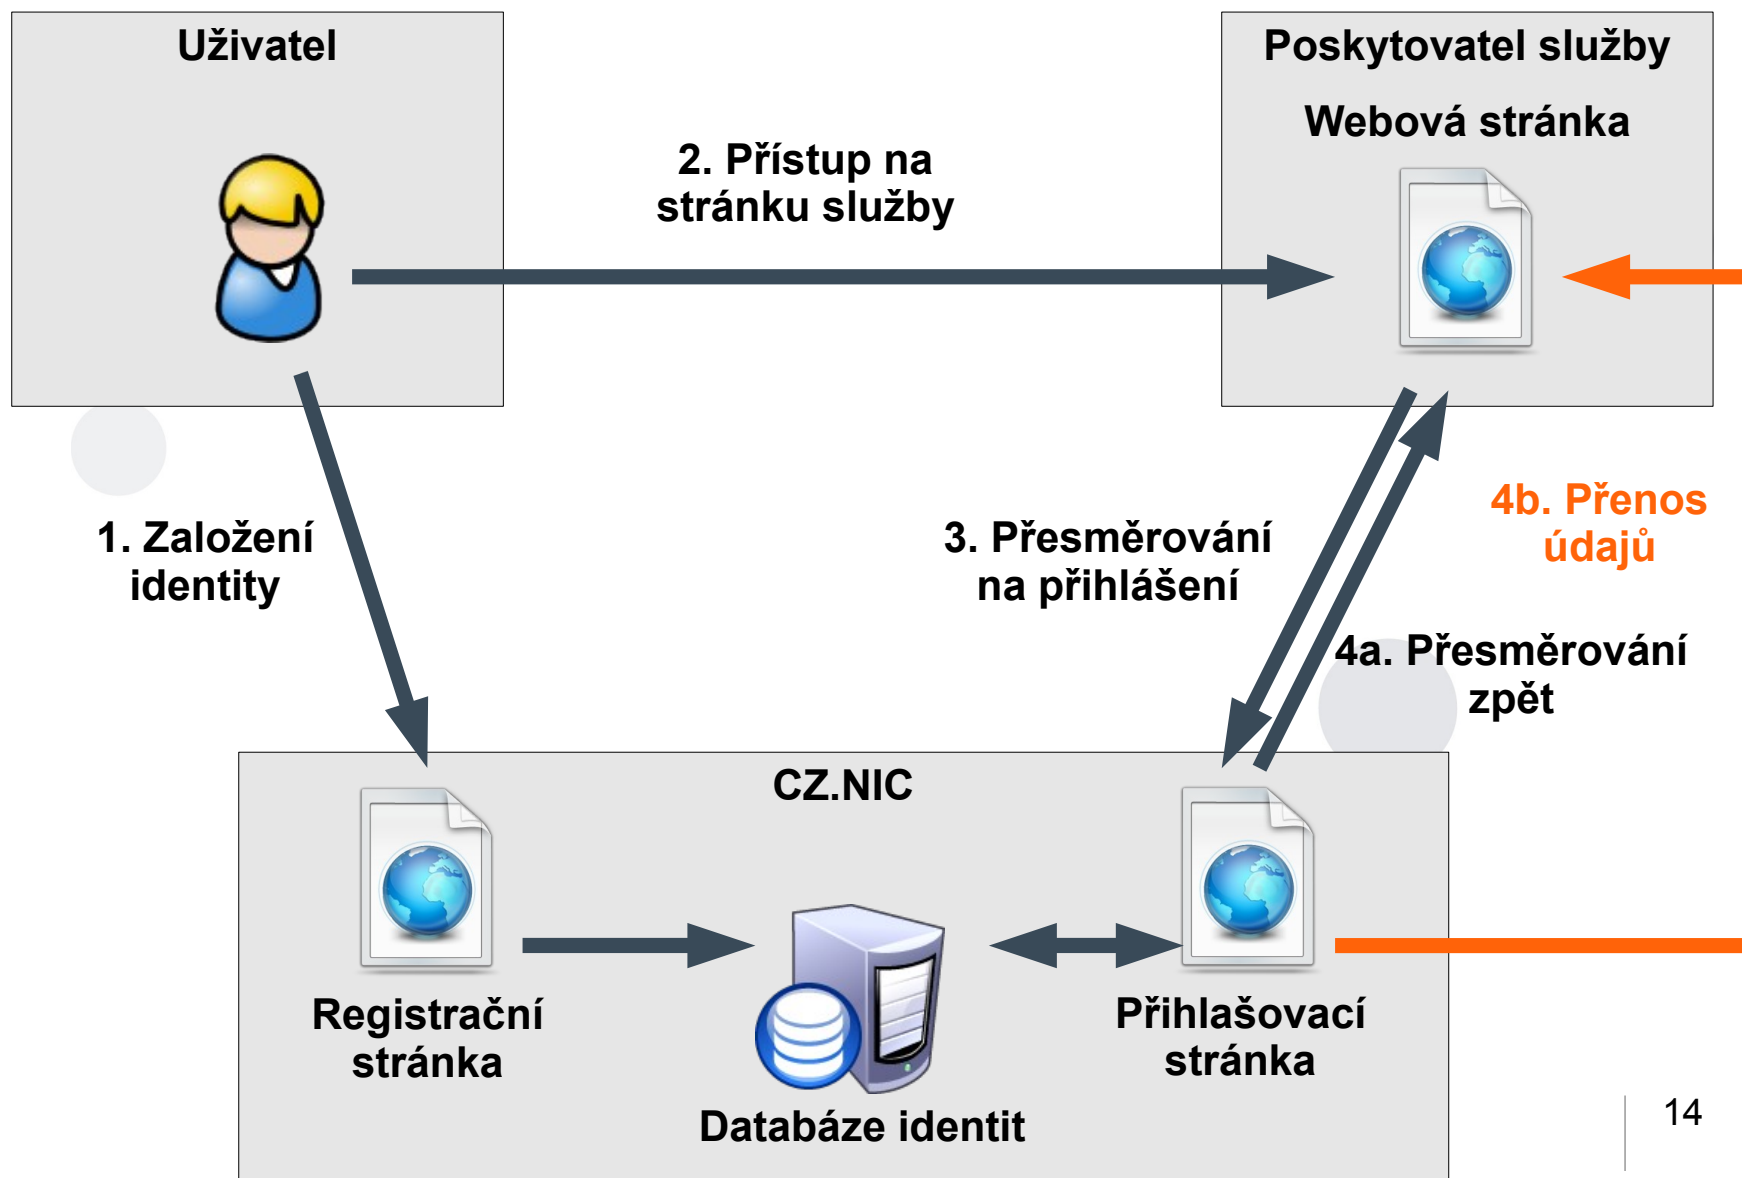 Uživatel
Poskytovatel služby
Webová stránka
2. Přístup na
stránku služby
1. Založení
identity
3. Přesměrování
na přihlášení
4b. Přenos
údajů
4a. Přesměrování
zpět
CZ.NIC
Registrační
stránka
Databáze identit
Přihlašovací
stránka
14